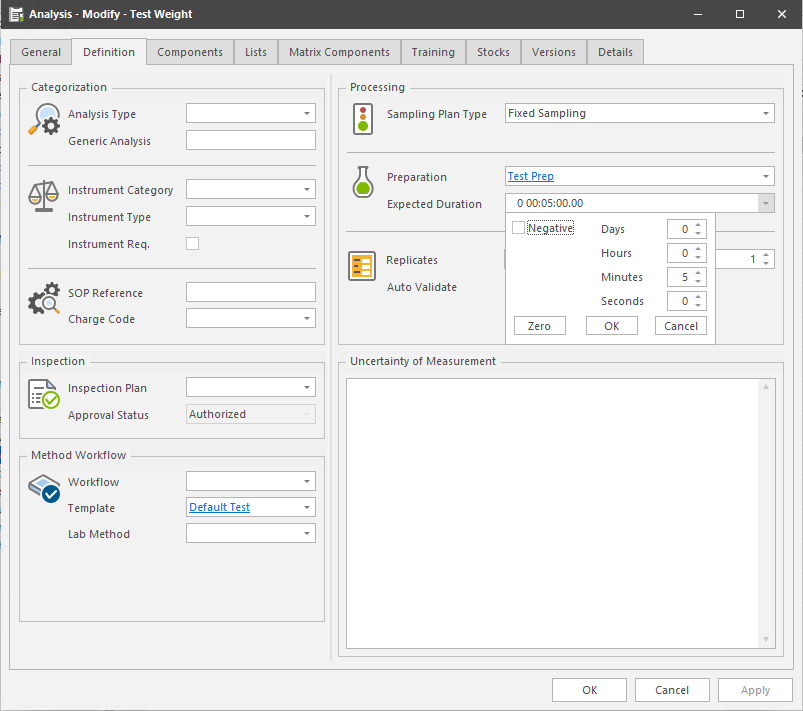 Analysis - Modify - Test Weight
General Definition Components Lists Matrix Components Training Stocks Versions Details
Categorization
Analysis Type
Generic Analysis
Instrument Category
Instrument Type
Instrument Req.
SOP Reference
Charge Code
Inspection
Inspection Plan
Approval Status Authorized
Method Workflow
Workflow
Template Default Test
Lab Method
Processing
Sampling Plan Type Fixed Sampling
Preparation Test Prep
Expected Duration 0 00:05:00.00
Negative Days 0
Hours 0
Minutes 5
Seconds 0
Zero OK Cancel
Replicates 1
Auto Validate
Uncertainty of Measurement
OK Cancel Apply